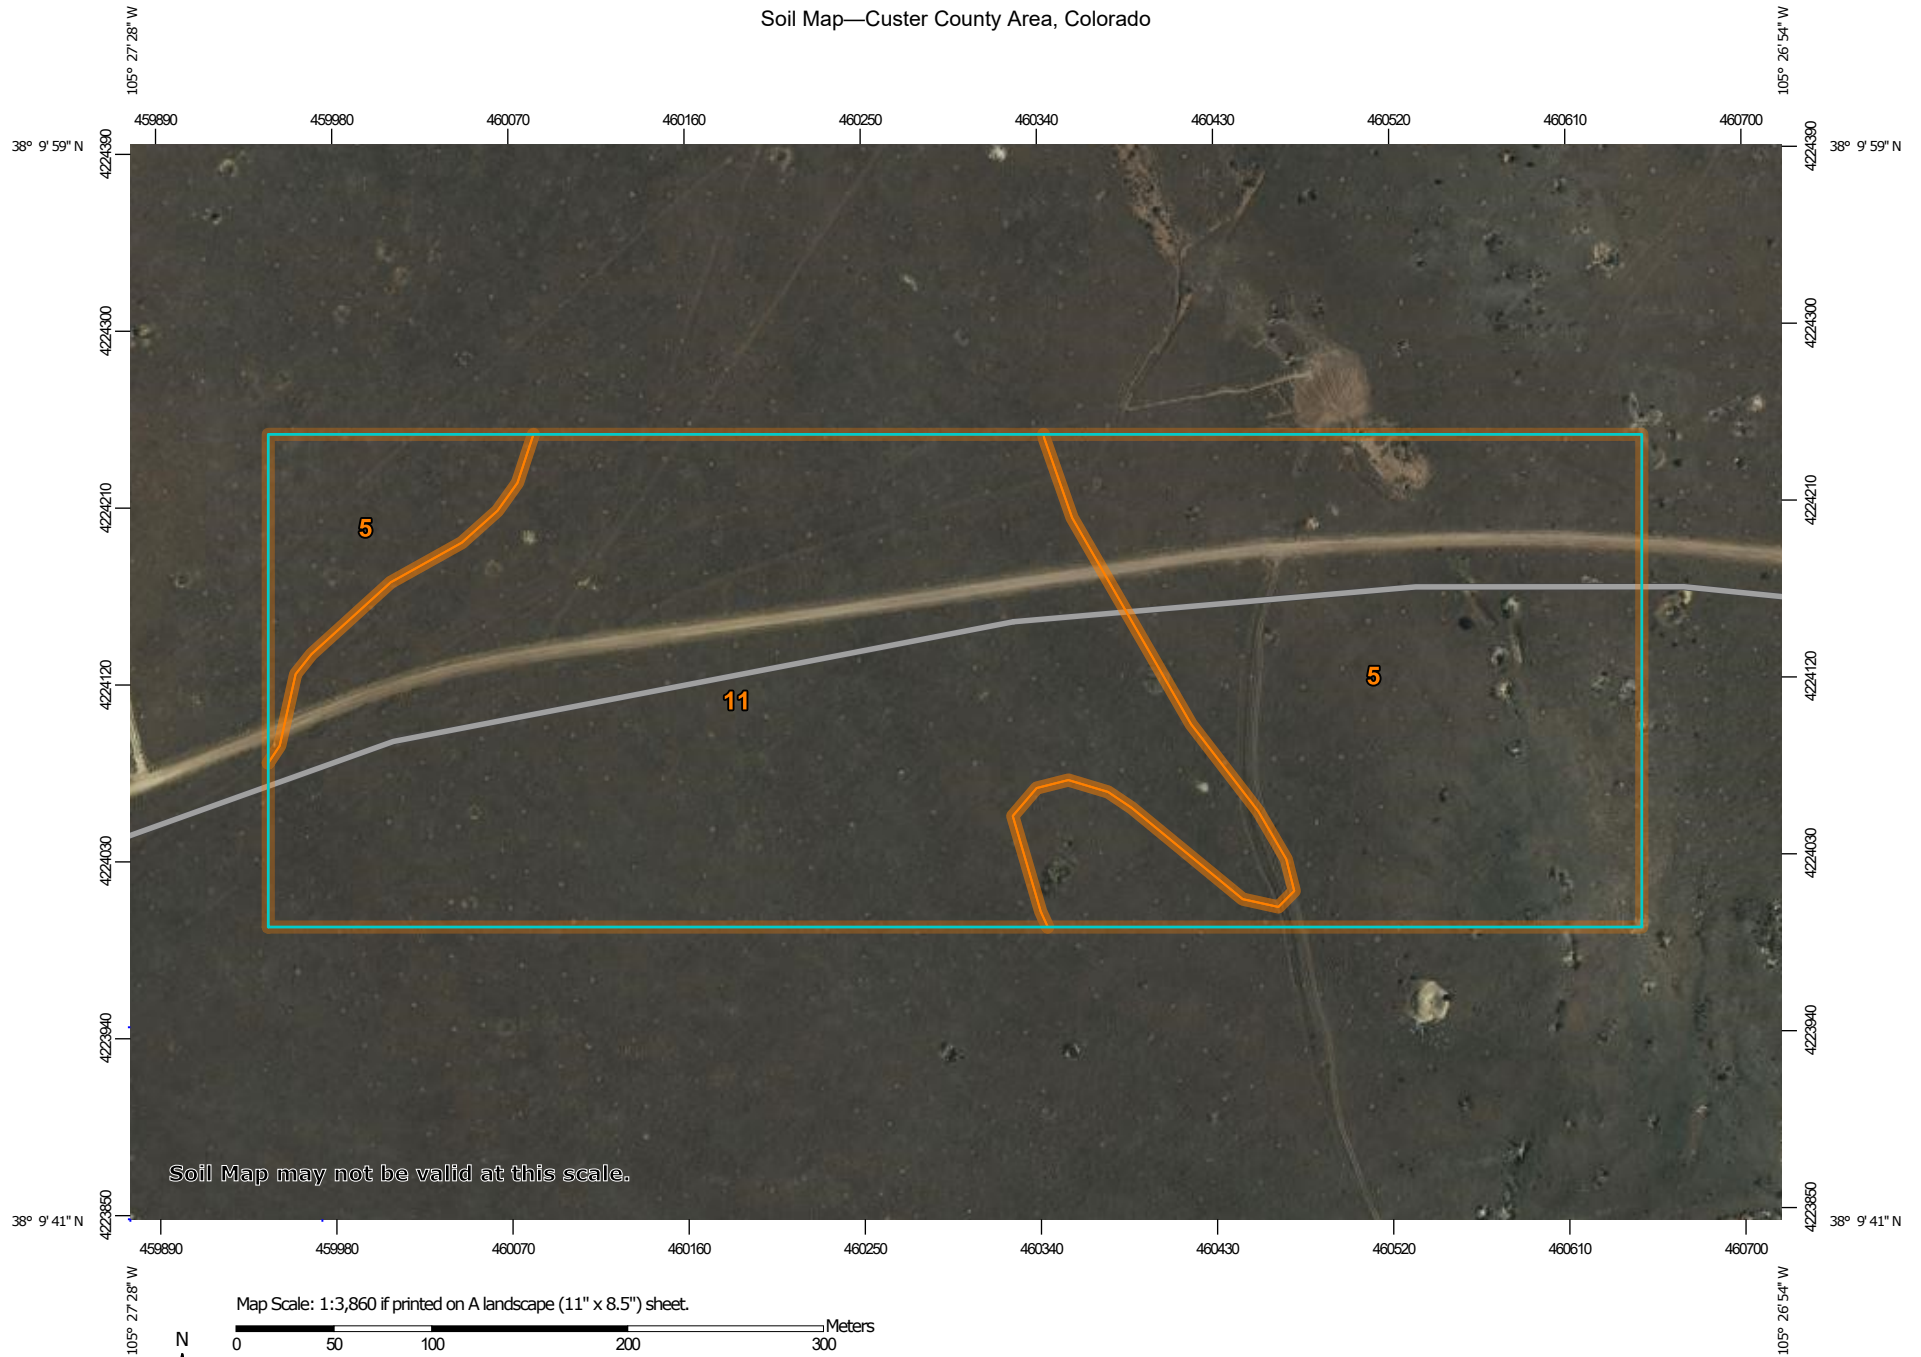 Soil Map—Custer County Area, Colorado
105° 27' 28" W
105° 26' 54" W
459890 459980 460070 460160 460250 460340 460430 460520 460610 460700
38° 9' 59" N
38° 9' 59" N
4224390
4224390
4224300
4224300
4224210
4224210
5
4224120
4224120
5
11
4224030
4224030
4223940
4223940
Soil Map may not be valid at this scale.
4223850
4223850
38° 9' 41" N
38° 9' 41" N
459890 459980 460070 460160 460250 460340 460430 460520 460610 460700
105° 27' 28" W
105° 26' 54" W
Map Scale: 1:3,860 if printed on A landscape (11" x 8.5") sheet.
Meters
N
0 50 100 200 300